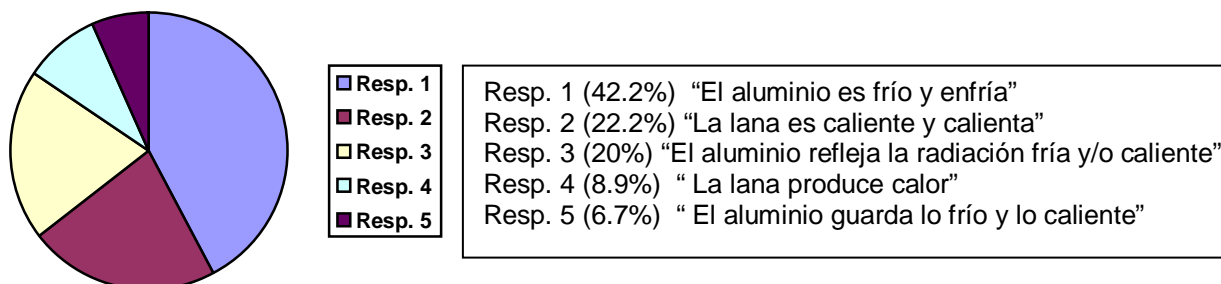 Resp. 1
Resp. 2
Resp. 3
Resp. 4
Resp. 5
Resp. 1 (42.2%) “El aluminio es frío y enfría”
Resp. 2 (22.2%) “La lana es caliente y calienta”
Resp. 3 (20%) “El aluminio refleja la radiación fría y/o caliente”
Resp. 4 (8.9%) “ La lana produce calor”
Resp. 5 (6.7%) “ El aluminio guarda lo frío y lo caliente”